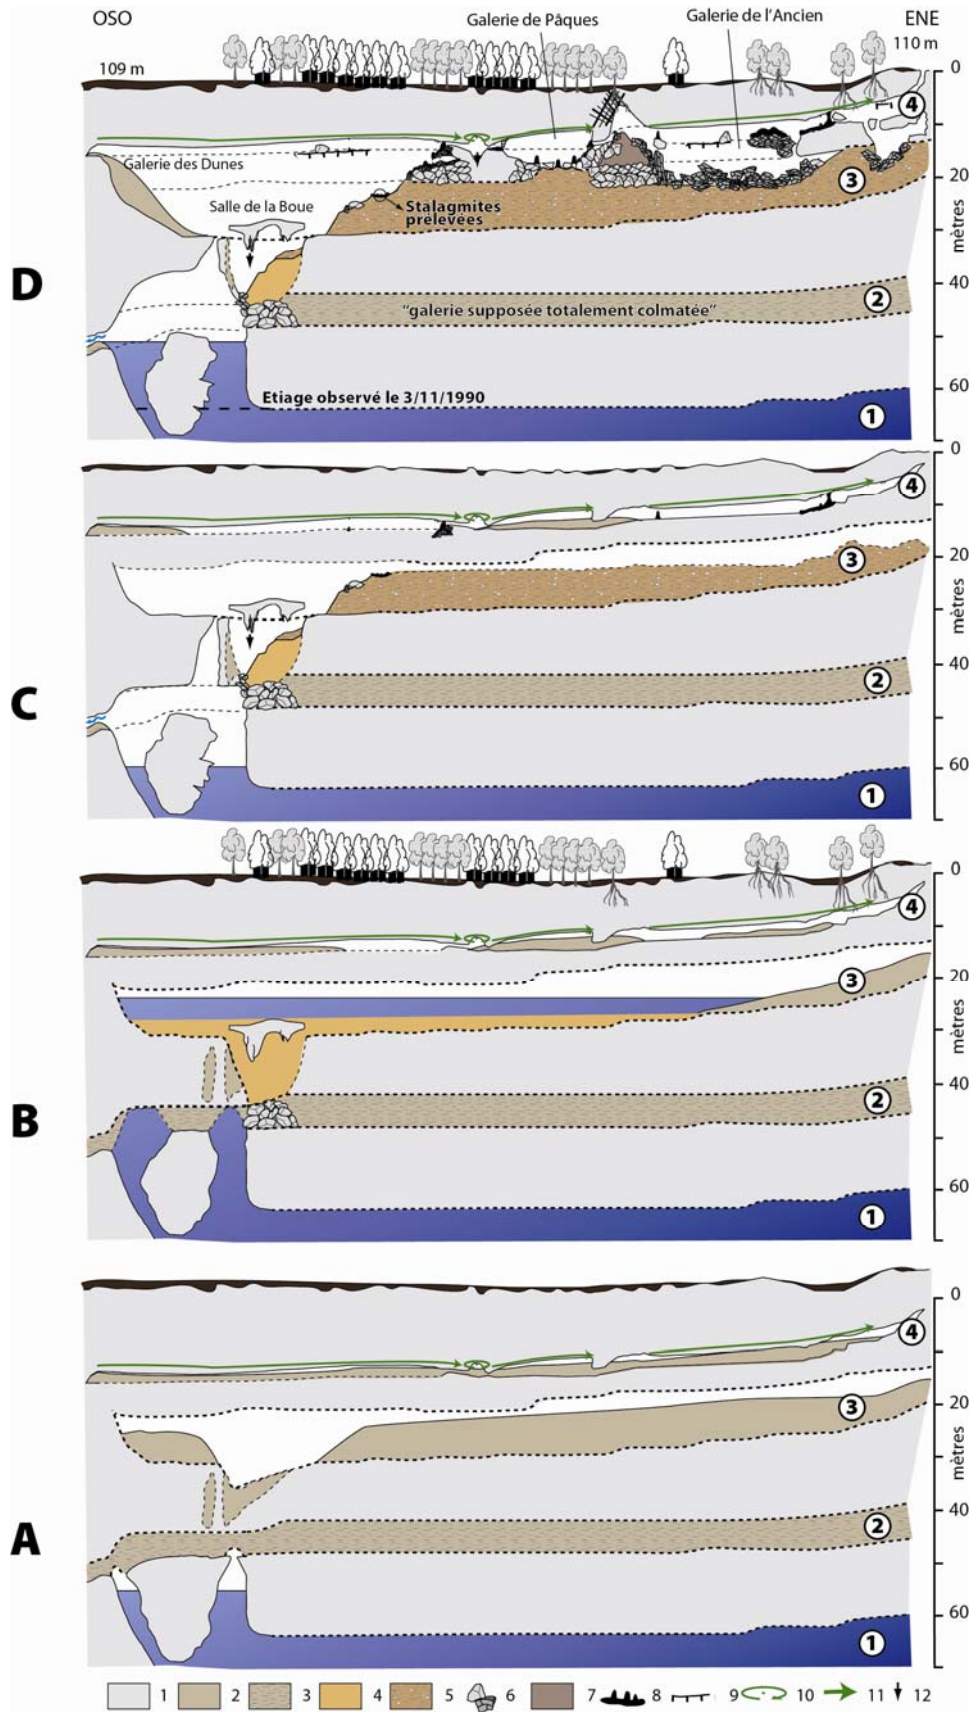 OSO
Galerie de Pâques
Galerie de l'Ancien
ENE
109 m
110 m
0
4
Galerie des Dunes
3
20
Salle de la Boue
Stalagmites
prélevées
mètres
D
40
2
"galerie supposée totalement colmatée"
60
Etiage observé le 3/11/1990
1
0
4
20
3
mètres
40
2
C
60
1
0
4
20
3
mètres
40
2
B
60
1
0
4
20
3
mètres
40
2
A
60
1
1 2 3 4 5 6 7 8 9 10 11 12